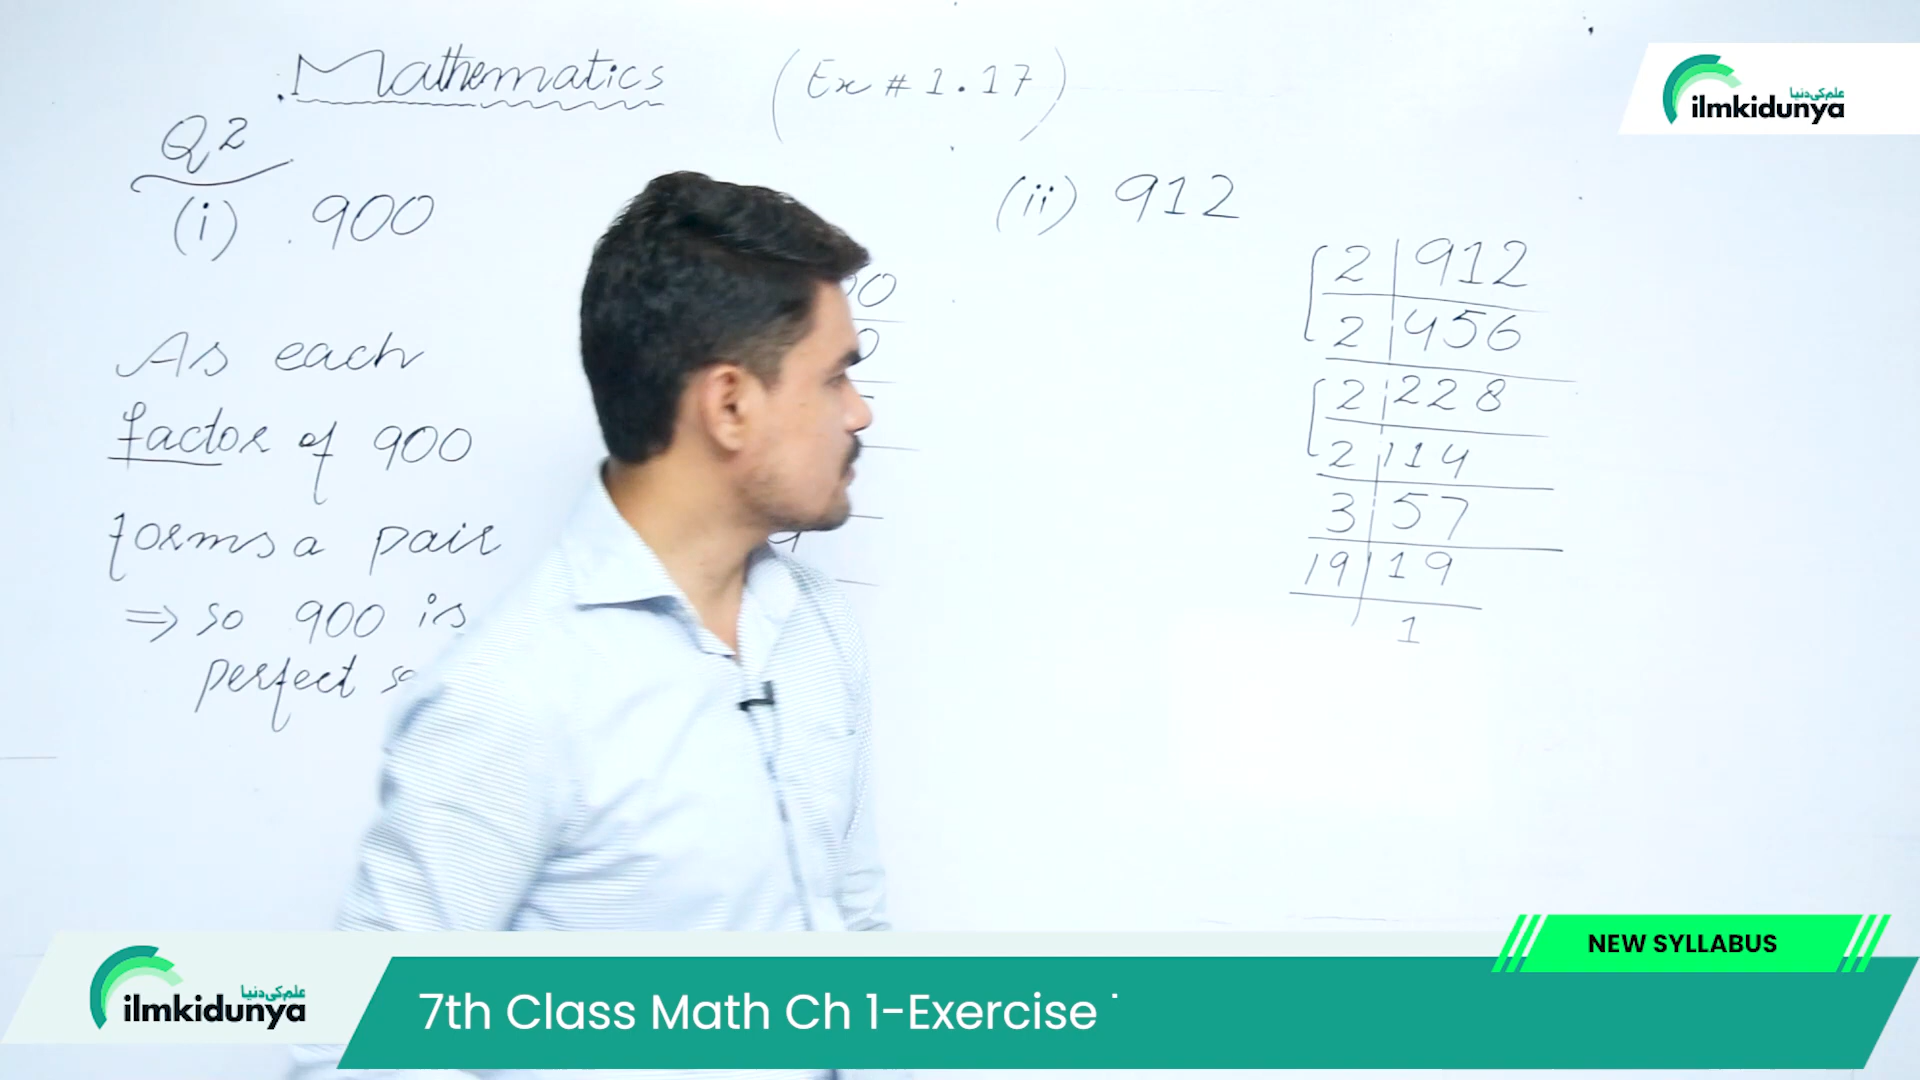 Mathematics (Ex # 1.17)
علم کی دنیا
ilmkidunya
Q2
(i) 900
(ii) 912
2 912
2 456
2 228
2 114
3 57
19 19
1
00
0
As each
factor of 900
forms a pair
⇒ so 900 is
perfect
NEW SYLLABUS
علم کی دنیا
ilmkidunya
7th Class Math Ch 1-Exercise